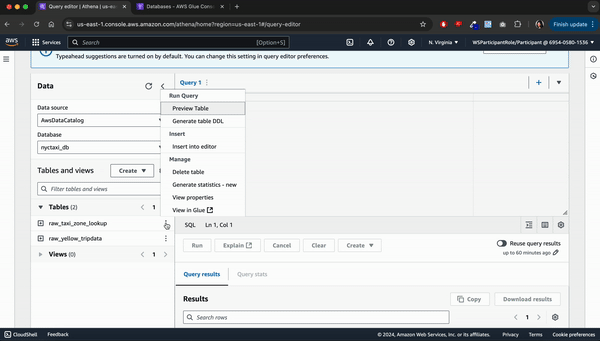 Query editor | Athena | us-eas
Databases - AWS Glue Cons
us-east-1.console.aws.amazon.com/athena/home?region=us-east-1#/query-editor
Finish update
aws
Services
Search
[Option+S]
N. Virginia
WSParticipantRole/Participant @ 6954-0580-1536
Typeahead suggestions are turned on by default. You can change this setting in query editor preferences.
Data
Query 1
Run Query
Data source
Preview Table
AwsDataCatalog
Generate table DDL
Insert
Database
nyctaxi_db
Insert into editor
Manage
Tables and views
Create
Delete table
Filter tables and views
Generate statistics - new
View properties
Tables (2)
1
View in Glue
raw_taxi_zone_lookup
SQL
Ln 1, Col 1
raw_yellow_tripdata
Run
Explain
Cancel
Clear
Create
Reuse query results
up to 60 minutes ago
Views (0)
1
Query results
Query stats
Results
Copy
Download results
Search rows
1
CloudShell
Feedback
© 2024, Amazon Web Services, Inc. or its affiliates.
Privacy
Terms
Cookie preferences